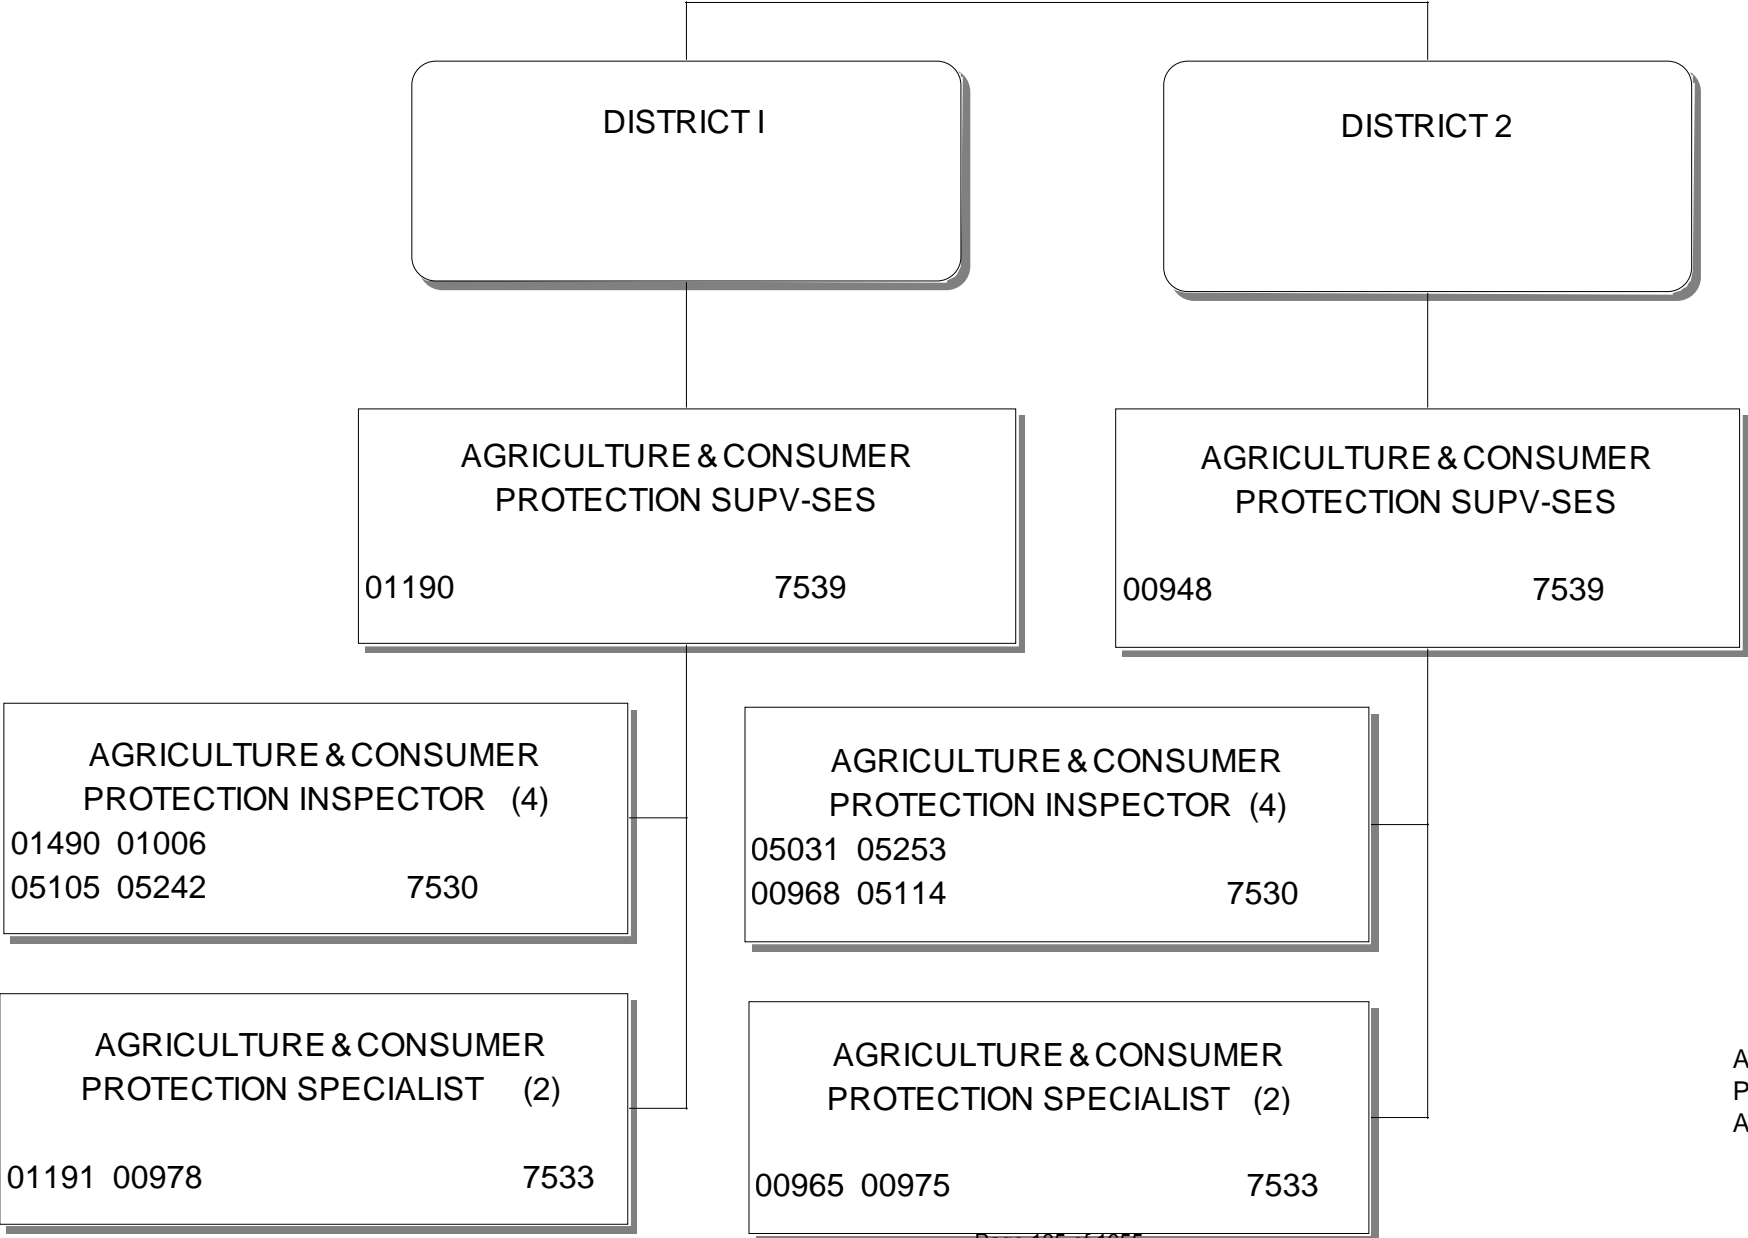 DISTRICT I
DISTRICT 2
AGRICULTURE & CONSUMER
PROTECTION SUPV-SES
01190 7539
AGRICULTURE & CONSUMER
PROTECTION SUPV-SES
00948 7539
AGRICULTURE & CONSUMER
PROTECTION INSPECTOR (4)
01490 01006
05105 05242 7530
AGRICULTURE & CONSUMER
PROTECTION INSPECTOR (4)
05031 05253
00968 05114 7530
AGRICULTURE & CONSUMER
PROTECTION SPECIALIST (2)
01191 00978 7533
AGRICULTURE & CONSUMER
PROTECTION SPECIALIST (2)
00965 00975 7533
A
P
A